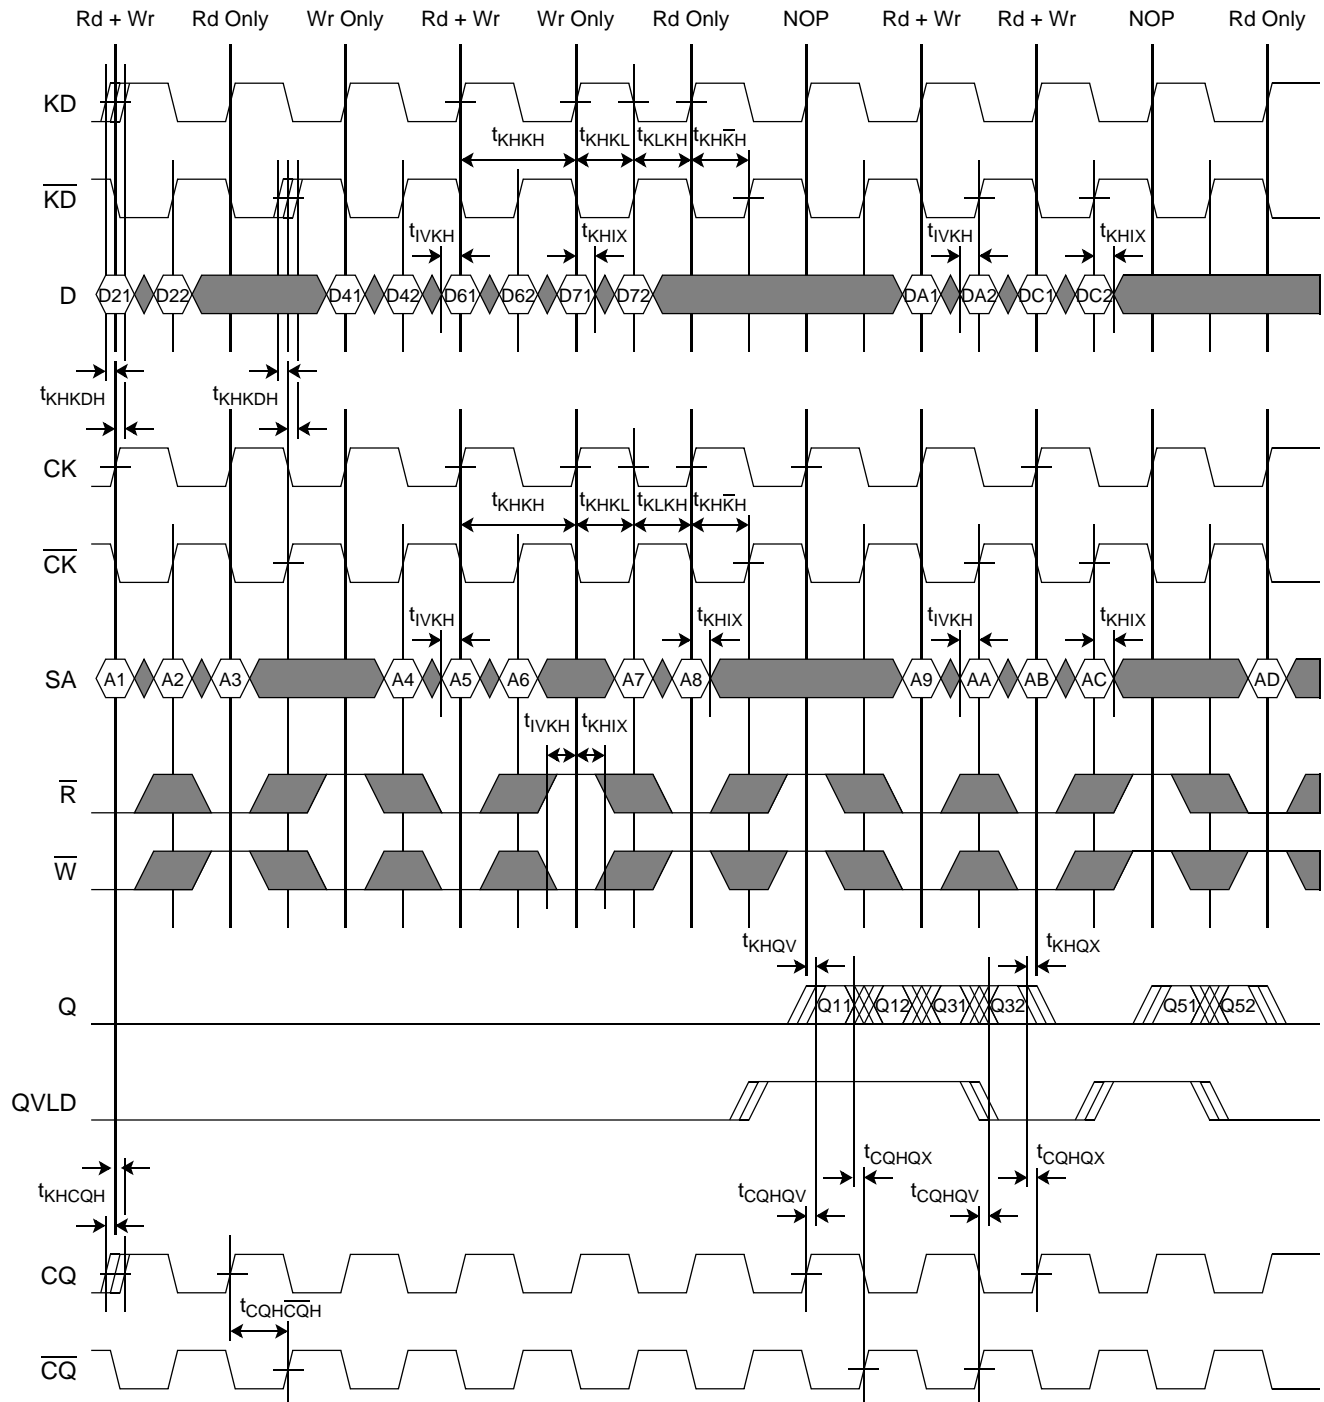 Rd + Wr Rd Only Wr Only Rd + Wr Wr Only Rd Only NOP Rd + Wr Rd + Wr NOP Rd Only
KD
tKHKH tKHKL tKLKH tKHK̅H
K̅D̅
tIVKH tKHIX tIVKH tKHIX
D D21 D22 D41 D42 D61 D62 D71 D72 DA1 DA2 DC1 DC2
tKHKDH tKHKDH
CK
tKHKH tKHKL tKLKH tKHK̅H
C̅K̅
tIVKH tKHIX tIVKH tKHIX
SA A1 A2 A3 A4 A5 A6 A7 A8 A9 AA AB AC AD
tIVKH tKHIX
R̅
W̅
tKHQV tKHQX
Q Q11 Q12 Q31 Q32 Q51 Q52
QVLD
tCQHQX tCQHQX
tKHCQH tCQHQV tCQHQV
CQ
tCQHC̅Q̅H
C̅Q̅